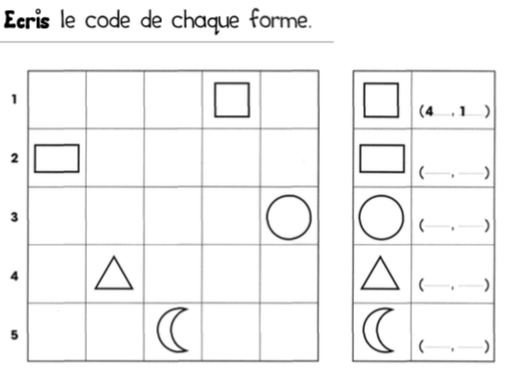 Ecris le code de chaque forme.
1
(4 , 1 )
2
( , )
3
( , )
4
( , )
5
( , )